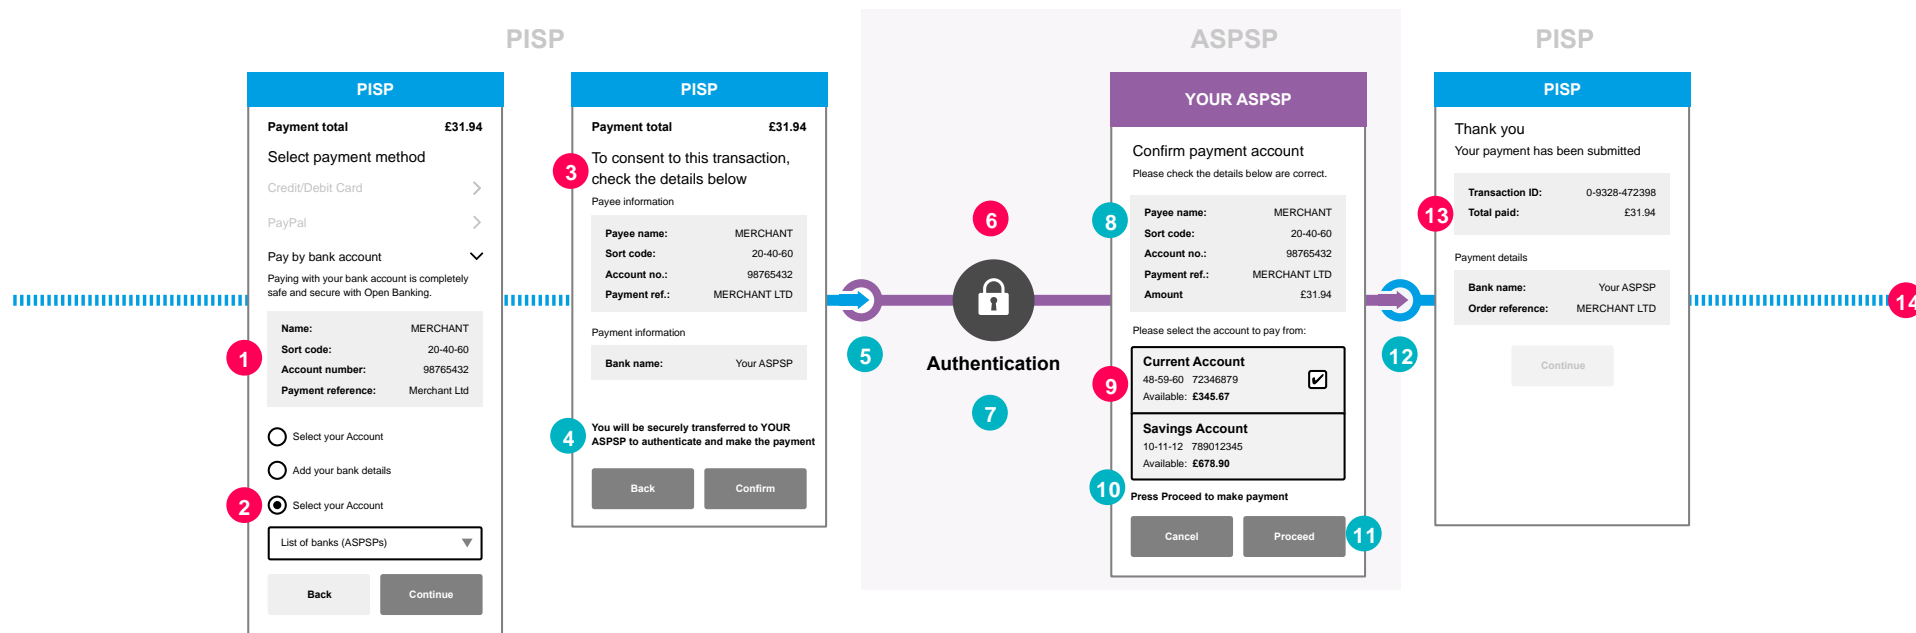 PISP
PISP
Payment total £31.94
Select payment method
Credit/Debit Card
PayPal
Pay by bank account
Paying with your bank account is completely
safe and secure with Open Banking.
1
Name: MERCHANT
Sort code: 20-40-60
Account number: 98765432
Payment reference: Merchant Ltd
Select your Account
Add your bank details
2
Select your Account
List of banks (ASPSPs)
Back Continue
PISP
Payment total £31.94
3
To consent to this transaction,
check the details below
Payee information
Payee name: MERCHANT
Sort code: 20-40-60
Account no.: 98765432
Payment ref.: MERCHANT LTD
Payment information
Bank name: Your ASPSP
4
You will be securely transferred to YOUR
ASPSP to authenticate and make the payment
Back Confirm
5
6
Authentication
7
ASPSP
YOUR ASPSP
Confirm payment account
Please check the details below are correct.
8
Payee name: MERCHANT
Sort code: 20-40-60
Account no.: 98765432
Payment ref.: MERCHANT LTD
Amount £31.94
Please select the account to pay from:
9
Current Account
48-59-60 72346879
Available: £345.67
Savings Account
10-11-12 789012345
Available: £678.90
10
Press Proceed to make payment
Cancel Proceed
11
12
PISP
PISP
Thank you
Your payment has been submitted
13
Transaction ID: 0-9328-472398
Total paid: £31.94
Payment details
Bank name: Your ASPSP
Order reference: MERCHANT LTD
Continue
14